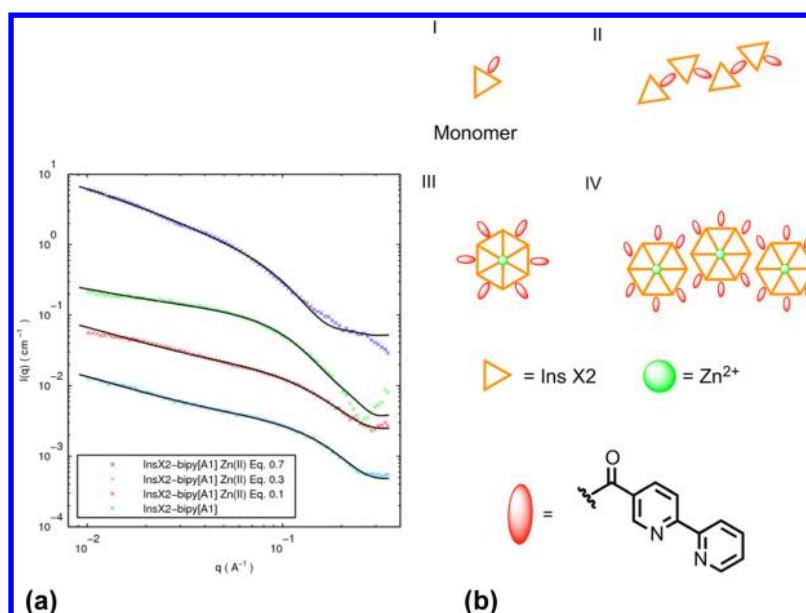 I
II
Monomer
III
IV
= Ins X2
= Zn2+
=
O
N
N
10^1
10^0
10^-1
10^-2
10^-3
10^-4
I(q) ( cm^-1 )
InsX2-bipy[A1] Zn(II) Eq. 0.7
InsX2-bipy[A1] Zn(II) Eq. 0.3
InsX2-bipy[A1] Zn(II) Eq. 0.1
InsX2-bipy[A1]
10^-2
10^-1
q ( A^-1 )
(a)
(b)